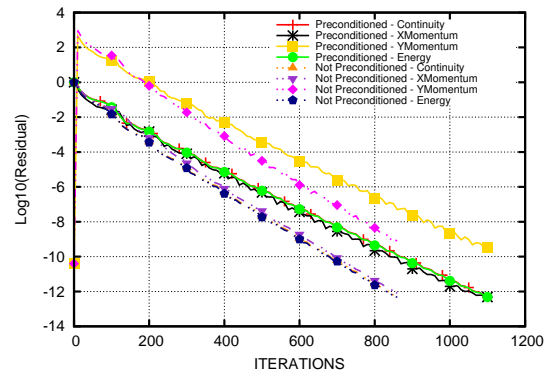 Preconditioned - Continuity
Preconditioned - XMomentum
Preconditioned - YMomentum
Preconditioned - Energy
Not Preconditioned - Continuity
Not Preconditioned - XMomentum
Not Preconditioned - YMomentum
Not Preconditioned - Energy
Log10(Residual)
4
2
0
-2
-4
-6
-8
-10
-12
-14
0 200 400 600 800 1000 1200
ITERATIONS